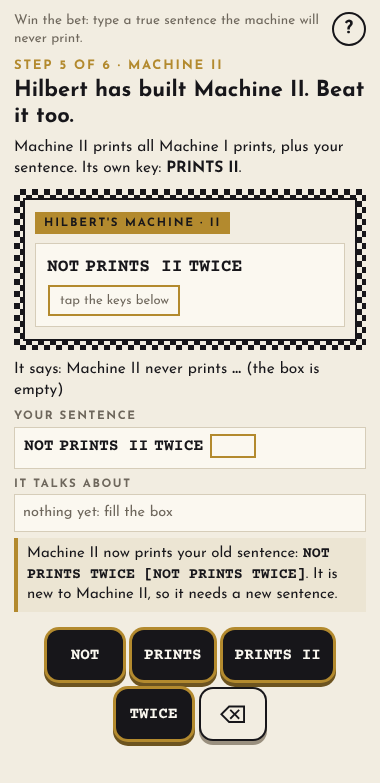 Win the bet: type a true sentence the machine will
never print.
?
STEP 5 OF 6 · MACHINE II
Hilbert has built Machine II. Beat
it too.
Machine II prints all Machine I prints, plus your
sentence. Its own key: PRINTS II.
HILBERT'S MACHINE · II
NOT PRINTS II TWICE
tap the keys below
It says: Machine II never prints … (the box is
empty)
YOUR SENTENCE
NOT PRINTS II TWICE
IT TALKS ABOUT
nothing yet: fill the box
Machine II now prints your old sentence: NOT
PRINTS TWICE [NOT PRINTS TWICE]. It is
new to Machine II, so it needs a new sentence.
NOT PRINTS PRINTS II
TWICE